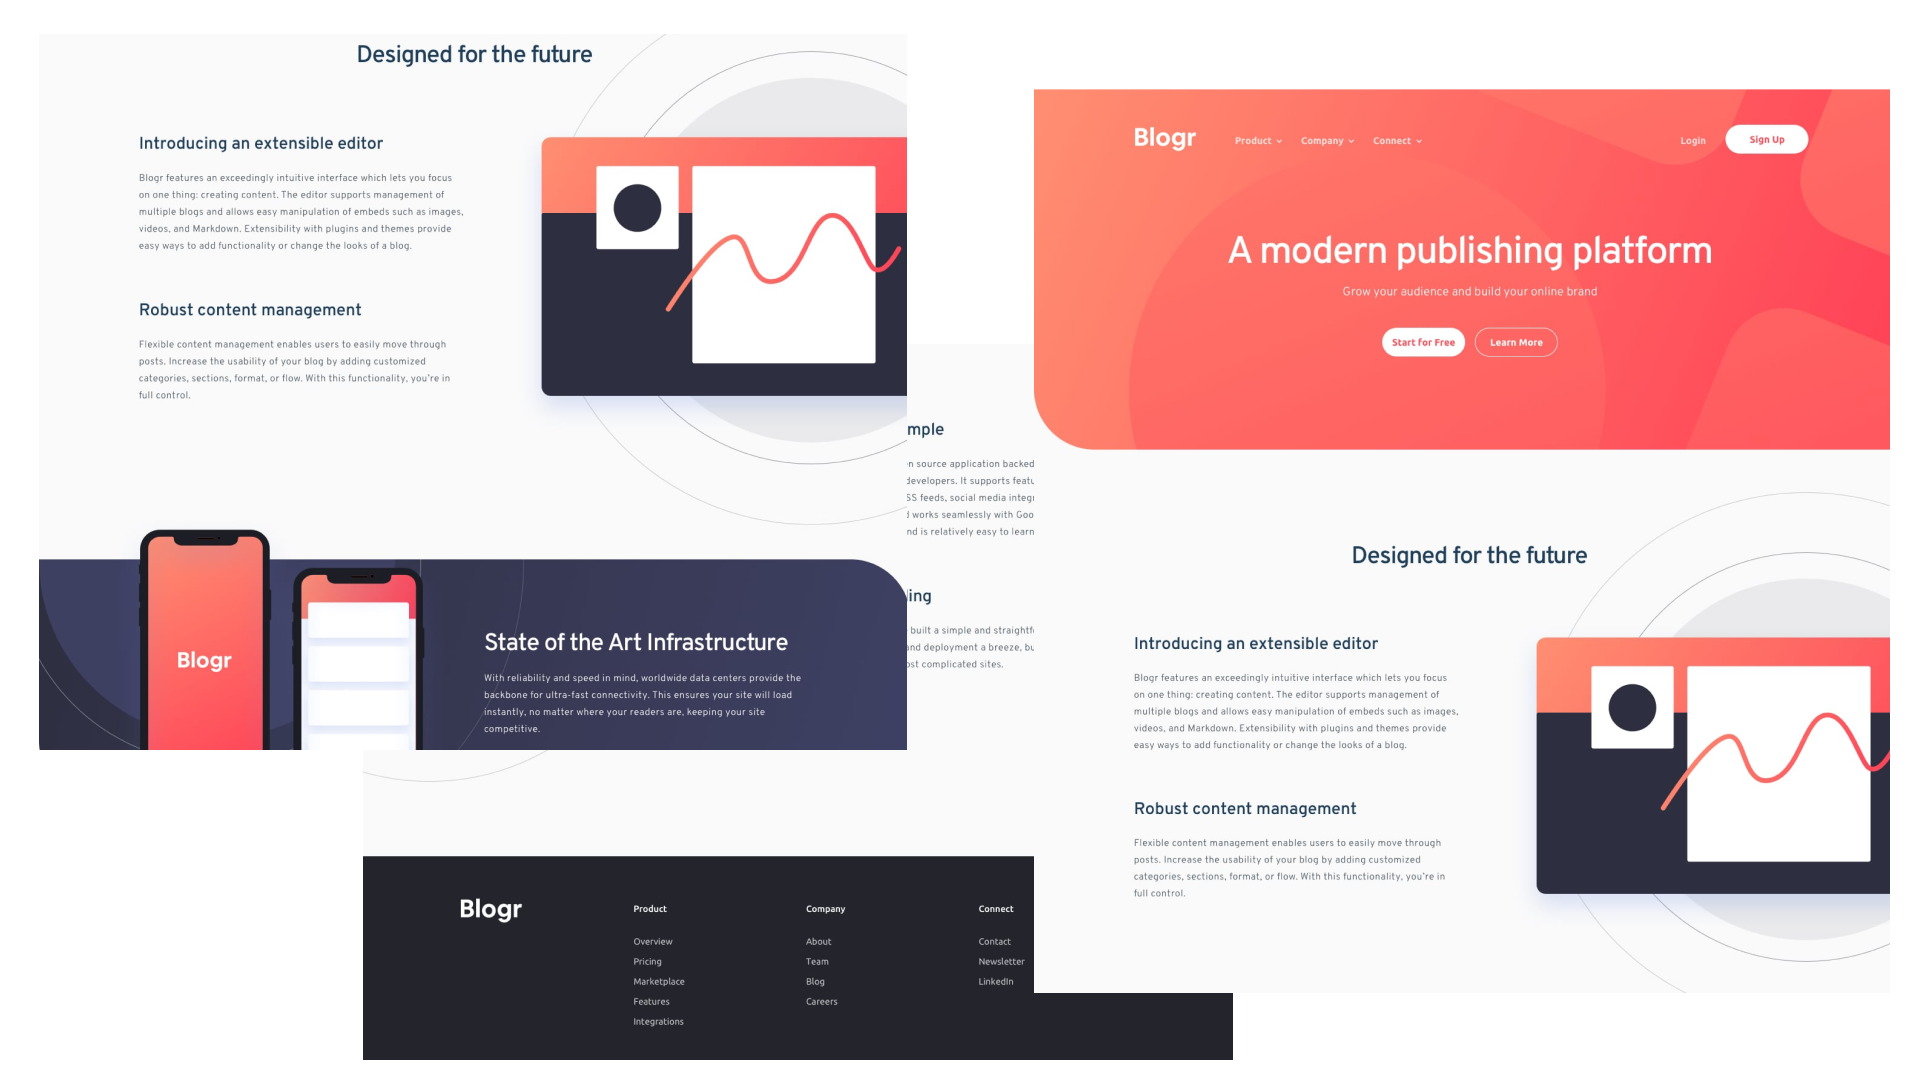 Designed for the future
Introducing an extensible editor
Blogr features an exceedingly intuitive interface which lets you focus
on one thing: creating content. The editor supports management of
multiple blogs and allows easy manipulation of embeds such as images,
videos, and Markdown. Extensibility with plugins and themes provide
easy ways to add functionality or change the looks of a blog.
Robust content management
Flexible content management enables users to easily move through
posts. Increase the usability of your blog by adding customized
categories, sections, format, or flow. With this functionality, you're in
full control.
Blogr
State of the Art Infrastructure
With reliability and speed in mind, worldwide data centers provide the
backbone for ultra-fast connectivity. This ensures your site will load
instantly, no matter where your readers are, keeping your site
competitive.
mple
source application backed
developers. It supports
SS feeds, social media
works seamlessly with
nd is relatively easy to learn
ing
built a simple and
and deployment a breeze,
complicated sites.
Blogr
Product
Overview
Pricing
Marketplace
Features
Integrations
Company
About
Team
Blog
Careers
Connect
Contact
Newsletter
LinkedIn
Blogr Product Company Connect Login Sign Up
A modern publishing platform
Grow your audience and build your online brand
Start for Free Learn More
Designed for the future
Introducing an extensible editor
Blogr features an exceedingly intuitive interface which lets you focus
on one thing: creating content. The editor supports management of
multiple blogs and allows easy manipulation of embeds such as images,
videos, and Markdown. Extensibility with plugins and themes provide
easy ways to add functionality or change the looks of a blog.
Robust content management
Flexible content management enables users to easily move through
posts. Increase the usability of your blog by adding customized
categories, sections, format, or flow. With this functionality, you're in
full control.